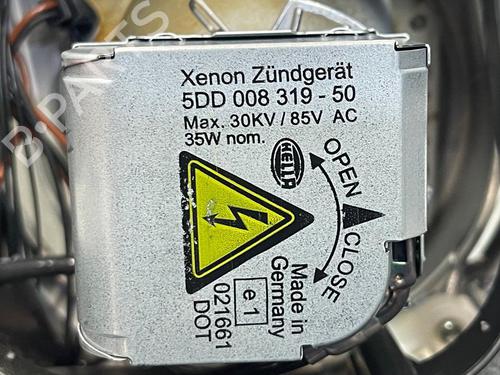 Xenon Zündgerät
5DD 008 319 - 50
Max. 30KV / 85V AC
35W nom.
HELLA
OPEN
CLOSE
Made in
Germany
e 1
021661
DOT
B-PARTS